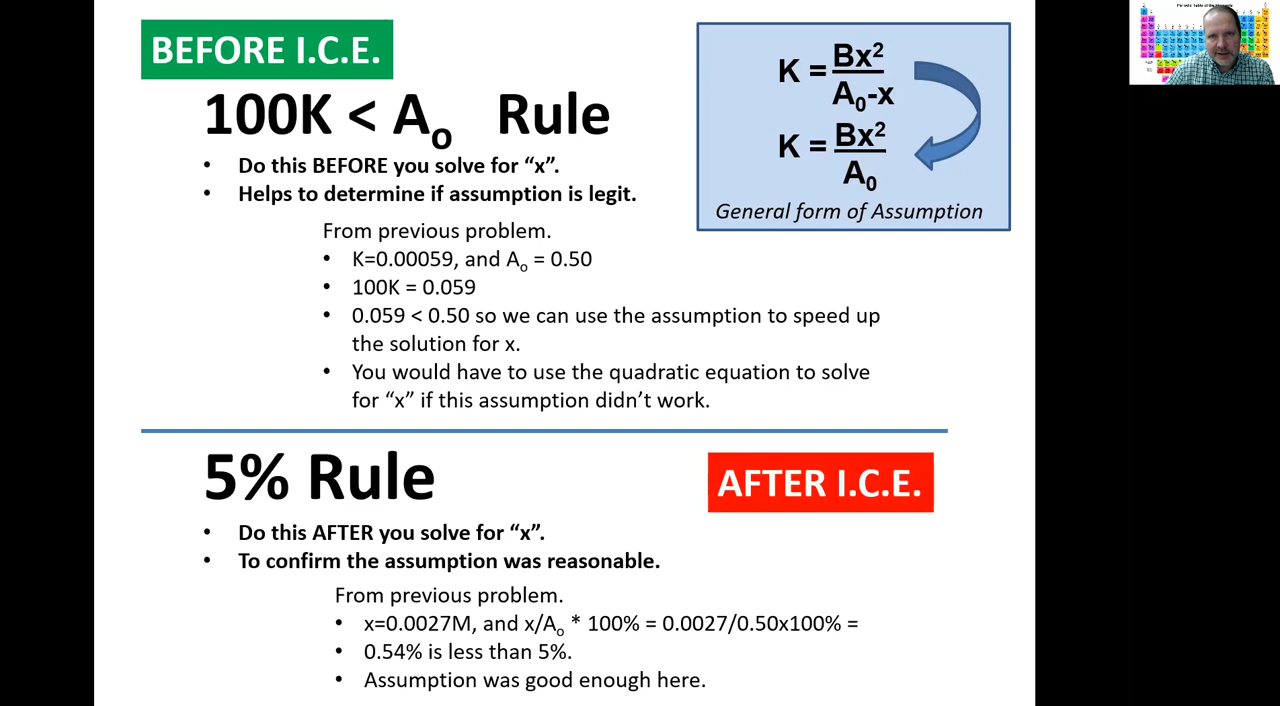 BEFORE I.C.E.
100K < Aₒ Rule
• Do this BEFORE you solve for “x”.
• Helps to determine if assumption is legit.
From previous problem.
• K=0.00059, and Aₒ = 0.50
• 100K = 0.059
• 0.059 < 0.50 so we can use the assumption to speed up
the solution for x.
• You would have to use the quadratic equation to solve
for “x” if this assumption didn’t work.
K = Bx²
A₀-x
K = Bx²
A₀
General form of Assumption
5% Rule
AFTER I.C.E.
• Do this AFTER you solve for “x”.
• To confirm the assumption was reasonable.
From previous problem.
• x=0.0027M, and x/Aₒ * 100% = 0.0027/0.50x100% =
• 0.54% is less than 5%.
• Assumption was good enough here.